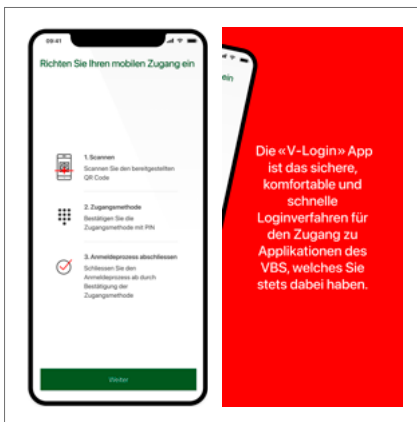 09:41
Richten Sie Ihren mobilen Zugang ein
1. Scannen
Scannen Sie den bereitgestellten
QR Code
2. Zugangsmethode
Bestätigen Sie die
Zugangsmethode mit PIN
3. Anmeldeprozess abschliessen
Schliessen Sie den
Anmeldeprozess ab durch
Bestätigung der
Zugangsmethode
Weiter
ein
Die «V-Login» App
ist das sichere,
komfortable und
schnelle
Loginverfahren für
den Zugang zu
Applikationen des
VBS, welches Sie
stets dabei haben.